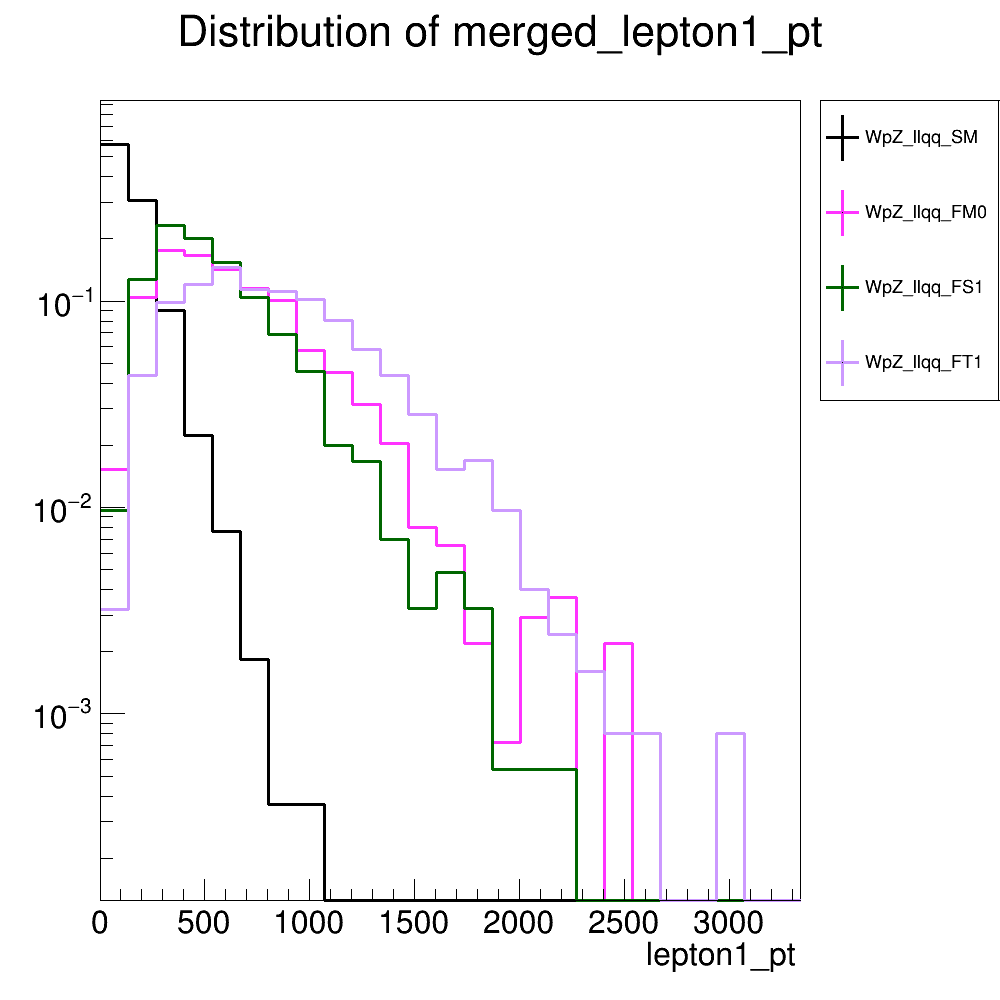 Distribution of merged_lepton1_pt
WpZ_llqq_SM
WpZ_llqq_FM0
WpZ_llqq_FS1
WpZ_llqq_FT1
10⁻¹
10⁻²
10⁻³
0 500 1000 1500 2000 2500 3000
lepton1_pt